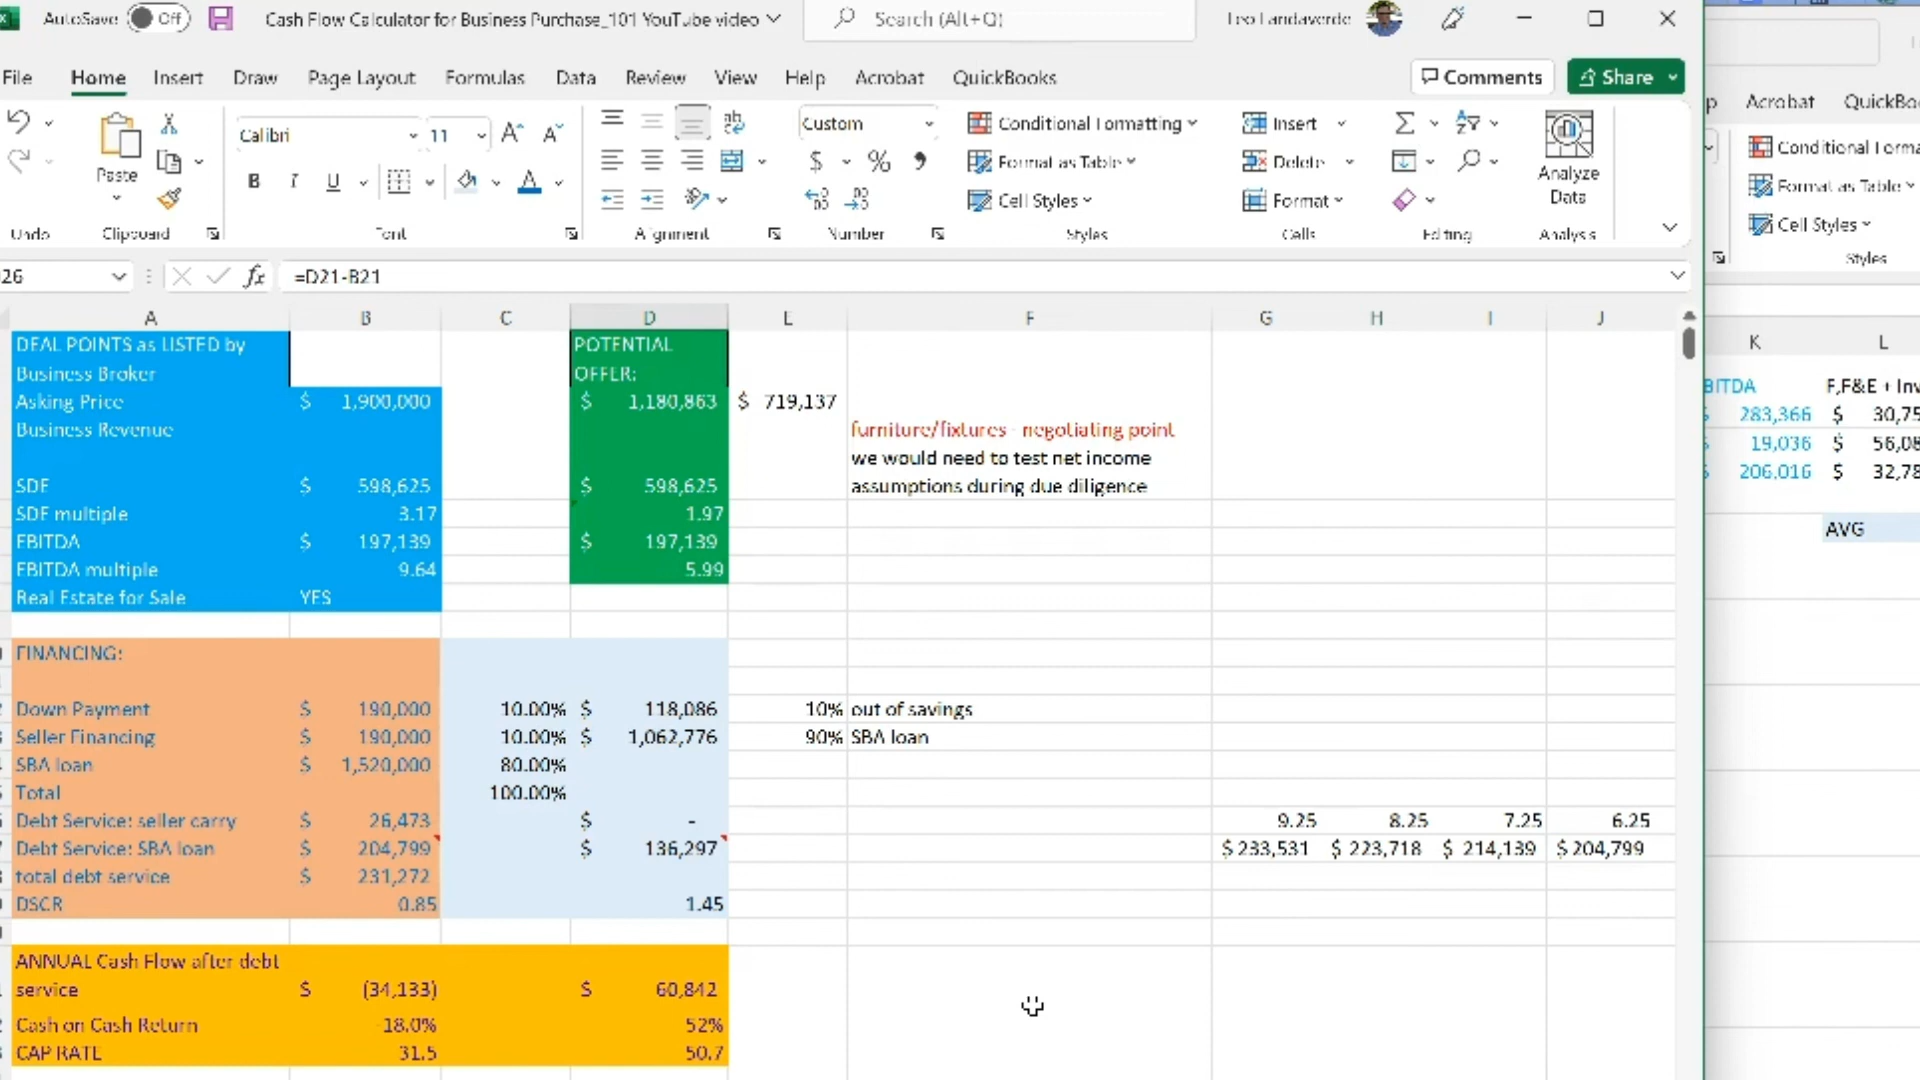 AutoSave Off Cash Flow Calculator for Business Purchase_101 YouTube video Search (Alt+Q) Leo Landaverde
File Home Insert Draw Page Layout Formulas Data Review View Help Acrobat QuickBooks Comments Share
Acrobat
Calibri 11 Custom Conditional Formatting Insert
Paste B I U $ % Format as Table Delete Analyze Data
Cell Styles Format
Undo Clipboard Font Alignment Number Styles Cells Editing Analysis
Format as Table
Cell Styles
Styles
26 fx =D21-B21
A B C D E F G H I J
K L
DEAL POINTS as LISTED by Business Broker POTENTIAL OFFER:
Asking Price $ 1,900,000 $ 1,180,863 $ 719,137
Business Revenue furniture/fixtures - negotiating point
we would need to test net income
SDE $ 598,625 $ 598,625 assumptions during due diligence
SDE multiple 3.17 1.97
EBITDA $ 197,139 $ 197,139
EBITDA multiple 9.64 5.99
Real Estate for Sale YES
BITDA F,F&E + Inv
283,366 $ 30,75
19,036 $ 56,08
206,016 $ 32,78
AVG
FINANCING:
Down Payment $ 190,000 10.00% $ 118,086 10% out of savings
Seller Financing $ 190,000 10.00% $ 1,062,776 90% SBA loan
SBA loan $ 1,520,000 80.00%
Total 100.00%
Debt Service: seller carry $ 26,473 $ - 9.25 8.25 7.25 6.25
Debt Service: SBA loan $ 204,799 $ 136,297 $ 233,531 $ 223,718 $ 214,139 $ 204,799
total debt service $ 231,272
DSCR 0.85 1.45
ANNUAL Cash Flow after debt
service $ (34,133) $ 60,842
Cash on Cash Return -18.0% 52%
CAP RATE 31.5 50.7